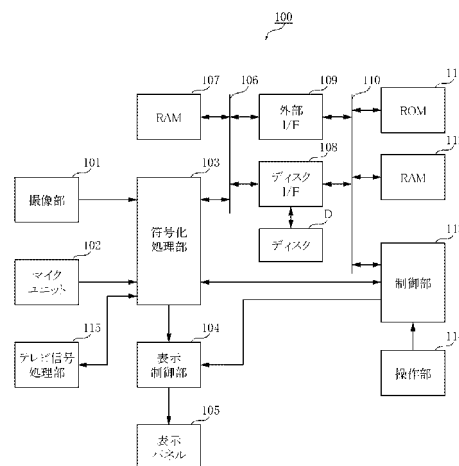 100
107
106
109
110
11
RAM
外部
I/F
ROM
101
103
108
11
撮像部
符号化
処理部
ディスク
I/F
RAM
102
D
ディスク
11
マイク
ユニット
制御部
115
104
テレビ信号
処理部
表示
制御部
11
操作部
105
表示
パネル